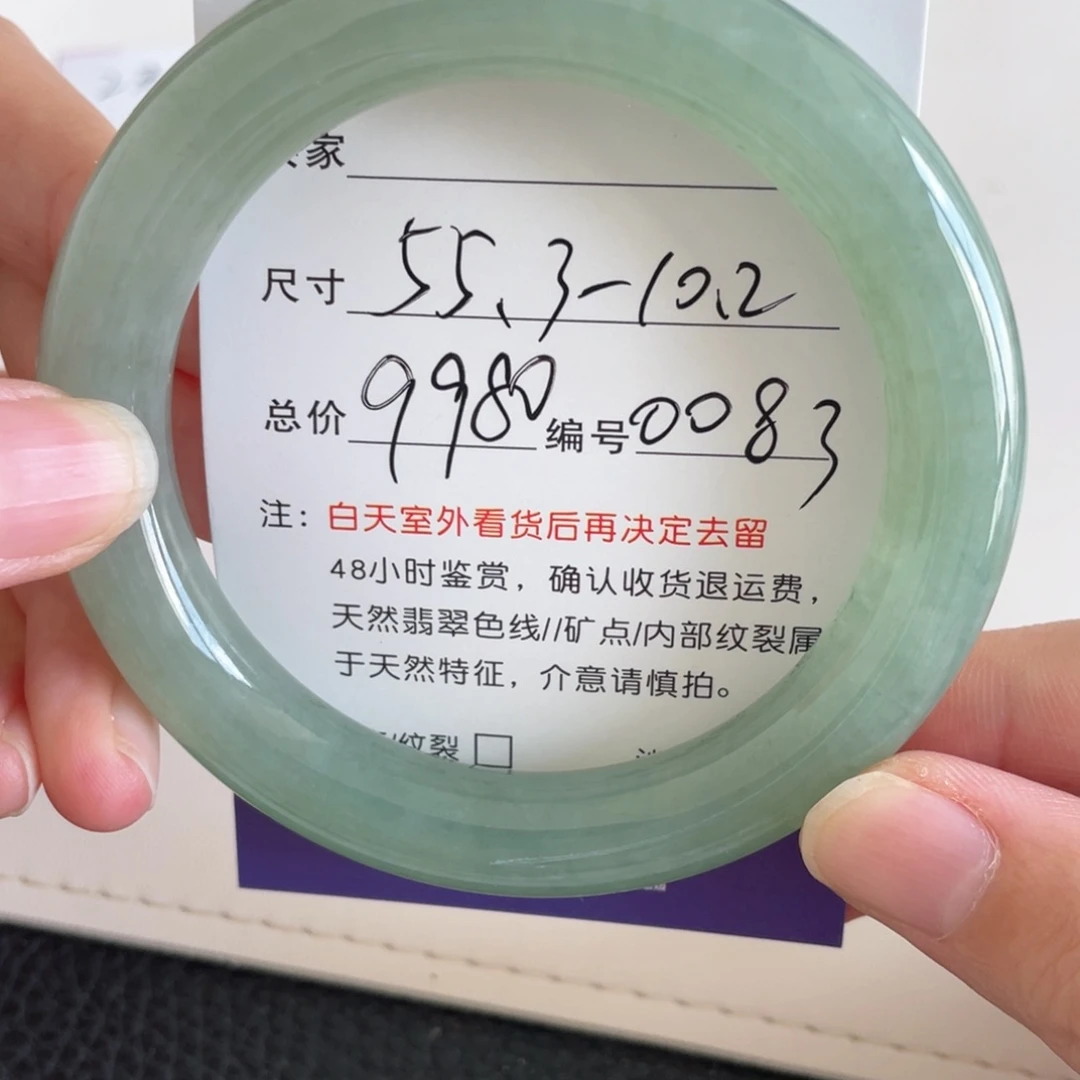 家
尺寸 55.3-10.2
总价 9980 编号 0083
注：白天室外看货后再决定去留
48小时鉴赏，确认收货退运费，
天然翡翠色线//矿点/内部纹裂属
于天然特征，介意请慎拍。
纹裂